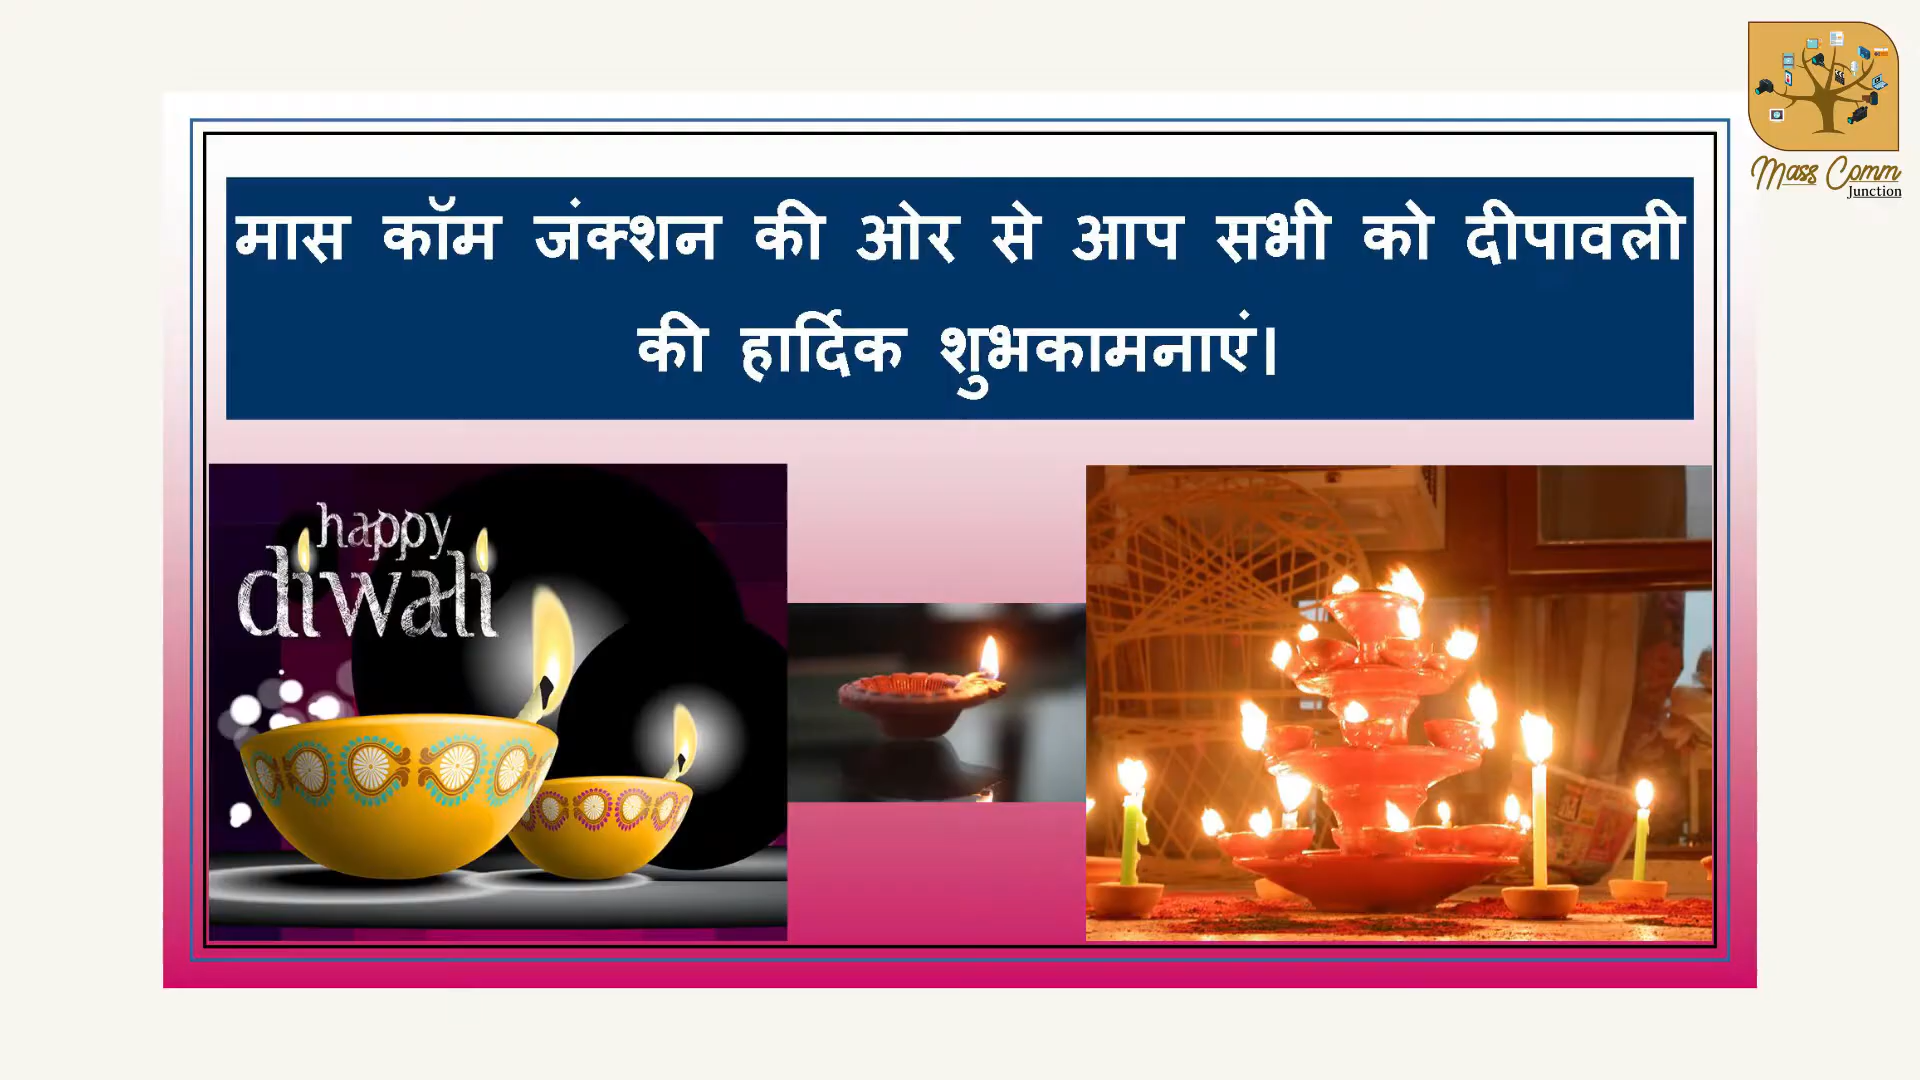 Mass Comm
Junction
मास कॉम जंक्शन की ओर से आप सभी को दीपावली
की हार्दिक शुभकामनाएं।
happy
diwali